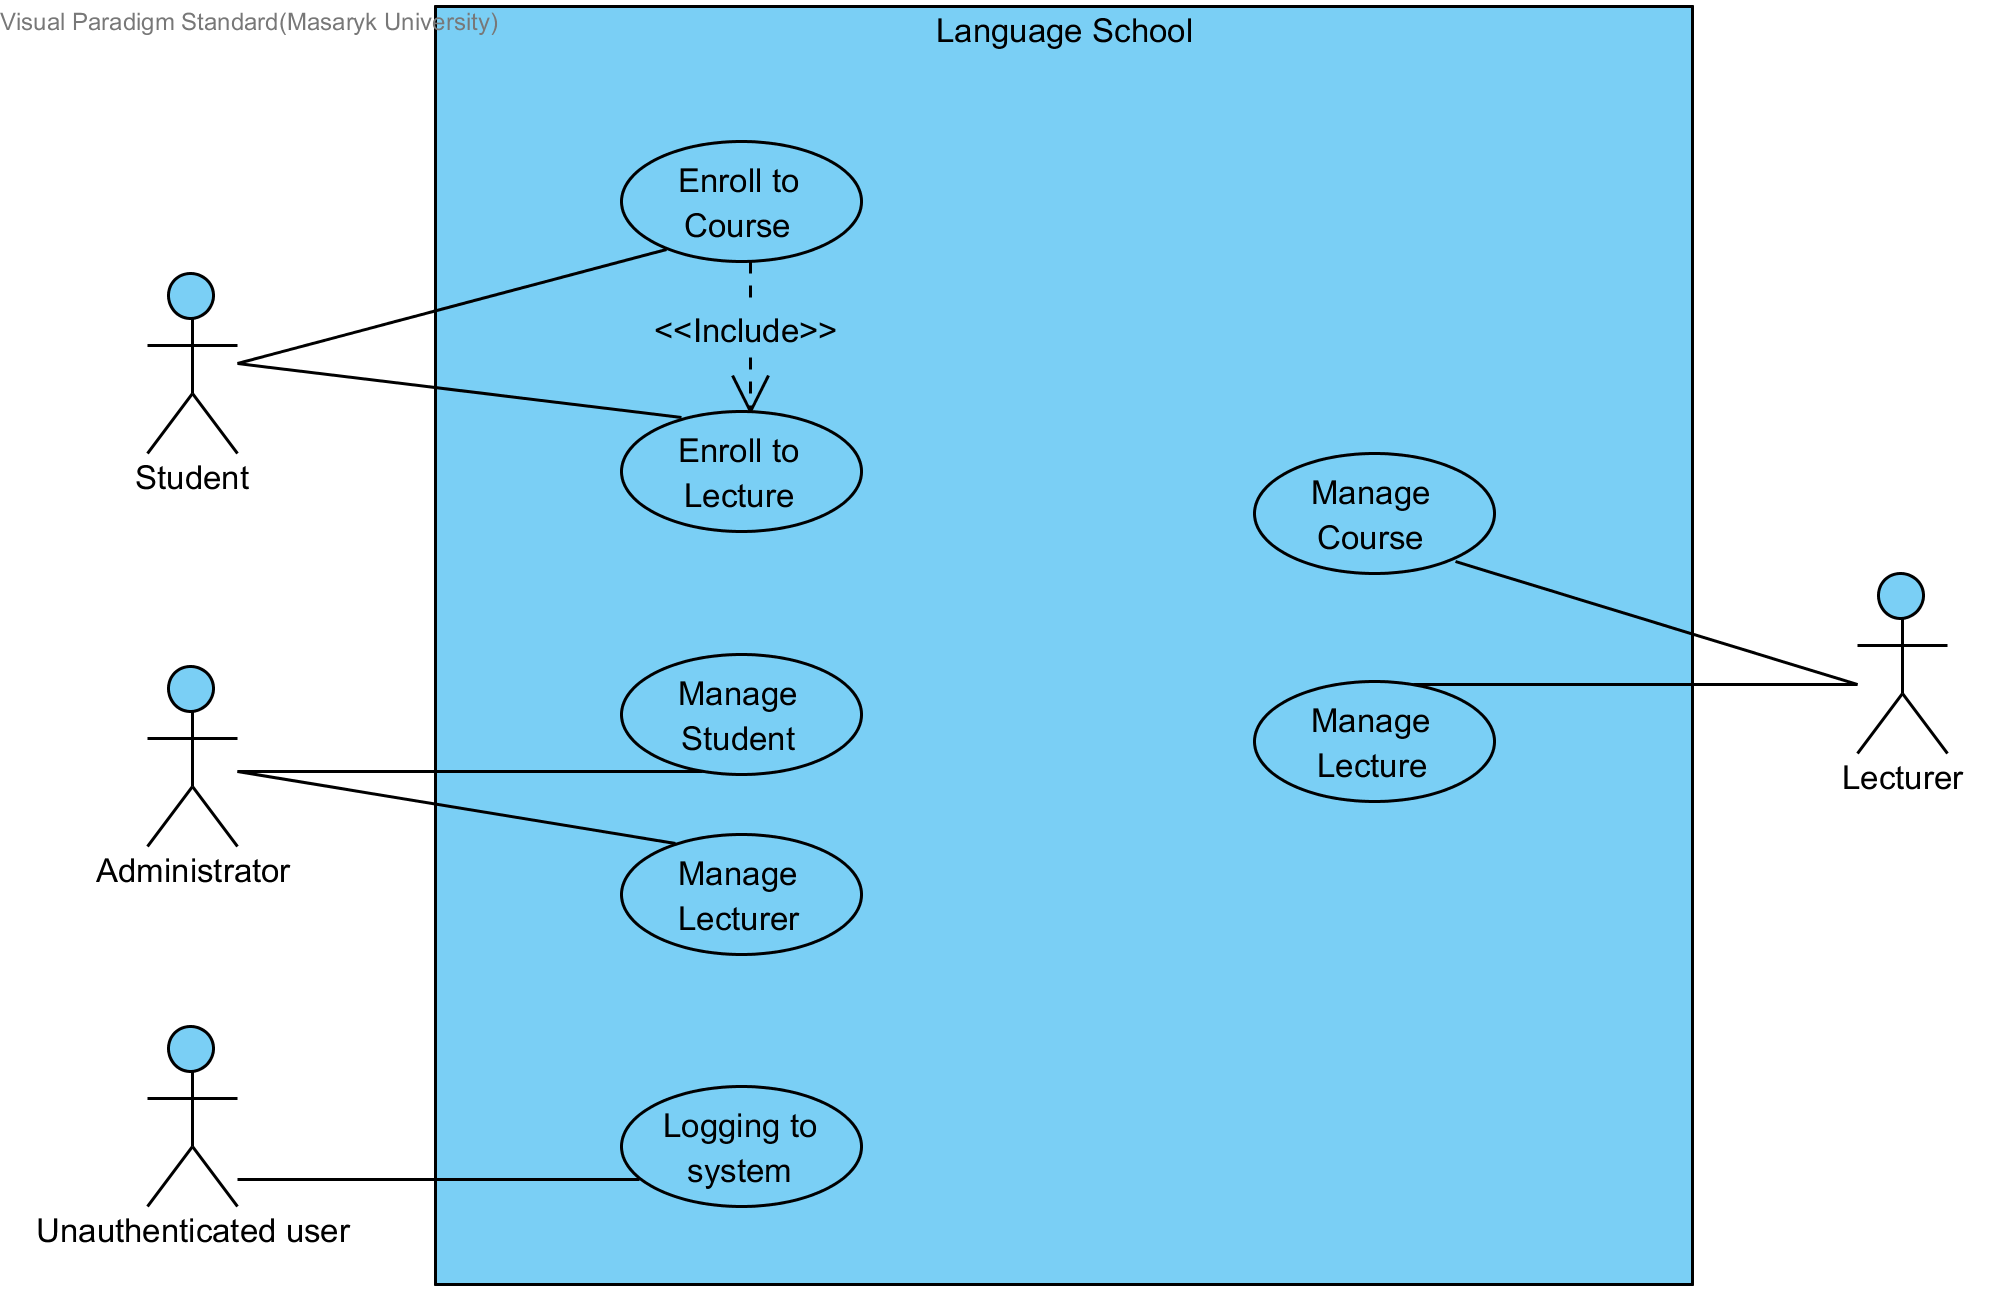 Visual Paradigm Standard(Masaryk University)
Language School
Enroll to
Course
<<Include>>
Enroll to
Lecture
Student
Manage
Course
Manage
Lecture
Lecturer
Manage
Student
Manage
Lecturer
Administrator
Logging to
system
Unauthenticated user